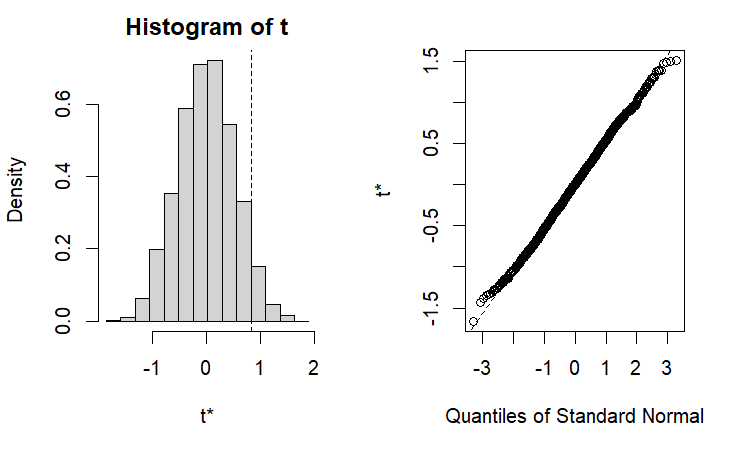 Histogram of t
Density
0.0 0.2 0.4 0.6
-1 0 1 2
t*
t*
-1.5 -0.5 0.5 1.5
-3 -1 0 1 2 3
Quantiles of Standard Normal